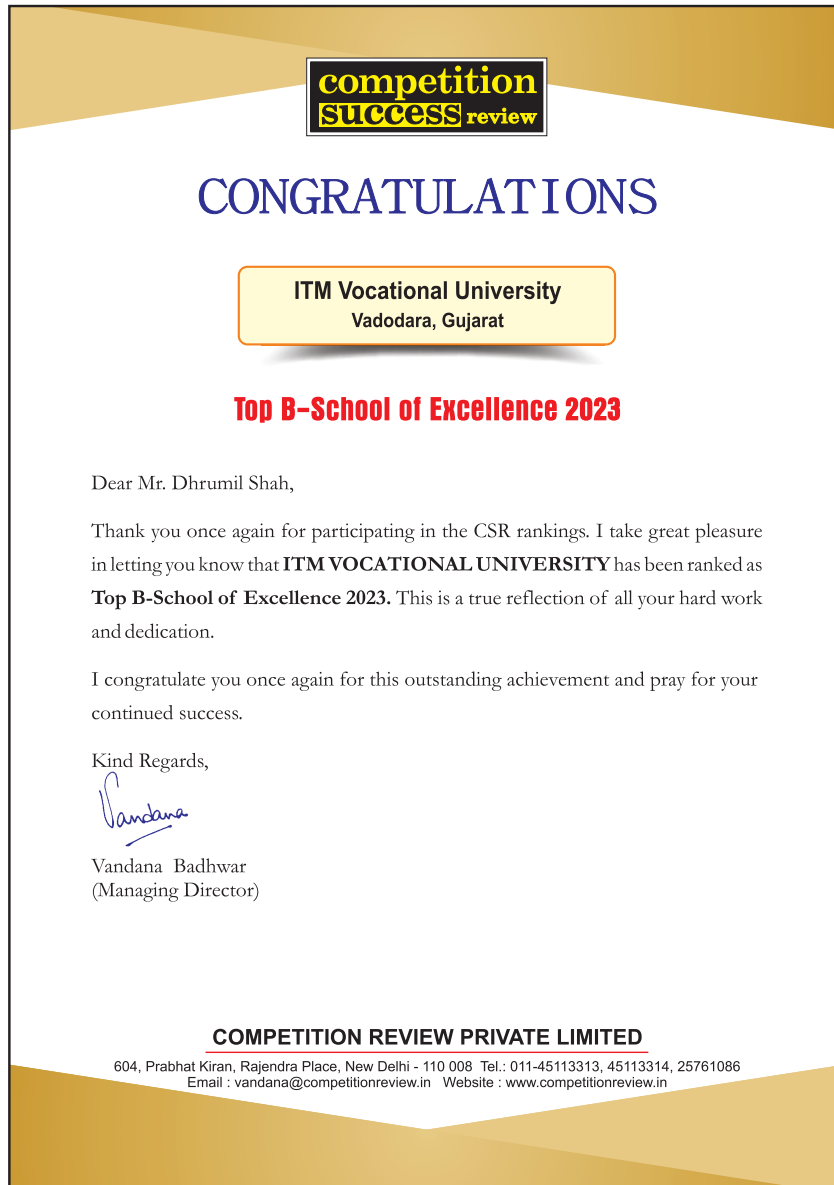 competition
success review
CONGRATULATIONS
ITM Vocational University
Vadodara, Gujarat
Top B-School of Excellence 2023
Dear Mr. Dhrumil Shah,
Thank you once again for participating in the CSR rankings. I take great pleasure
in letting you know that ITM VOCATIONAL UNIVERSITY has been ranked as
Top B-School of Excellence 2023. This is a true reflection of all your hard work
and dedication.
I congratulate you once again for this outstanding achievement and pray for your
continued success.
Kind Regards,
Vandana
Vandana Badhwar
(Managing Director)
COMPETITION REVIEW PRIVATE LIMITED
604, Prabhat Kiran, Rajendra Place, New Delhi - 110 008 Tel.: 011-45113313, 45113314, 25761086
Email : vandana@competitionreview.in Website : www.competitionreview.in